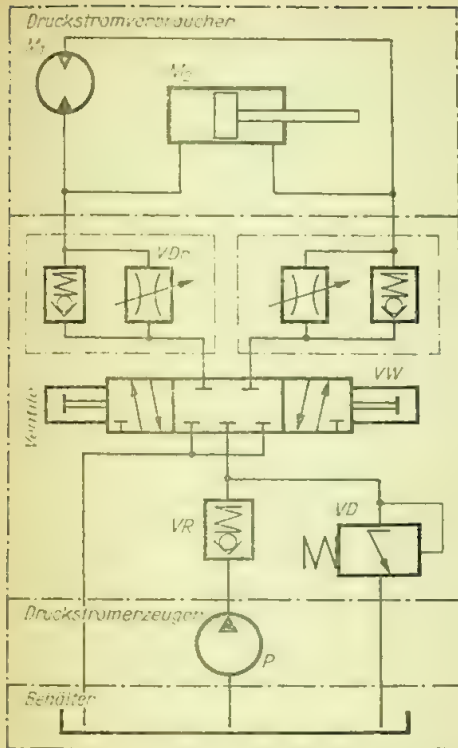 Druckstromverbraucher
M1
M2
VDr
VW
Ventile
VR
VD
Druckstromerzeuger
P
Behälter